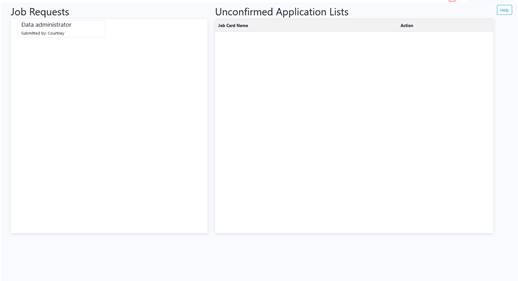 Job Requests
Data administrator
Submitted by: Courtney
Unconfirmed Application Lists
Help
Job Card Name
Action